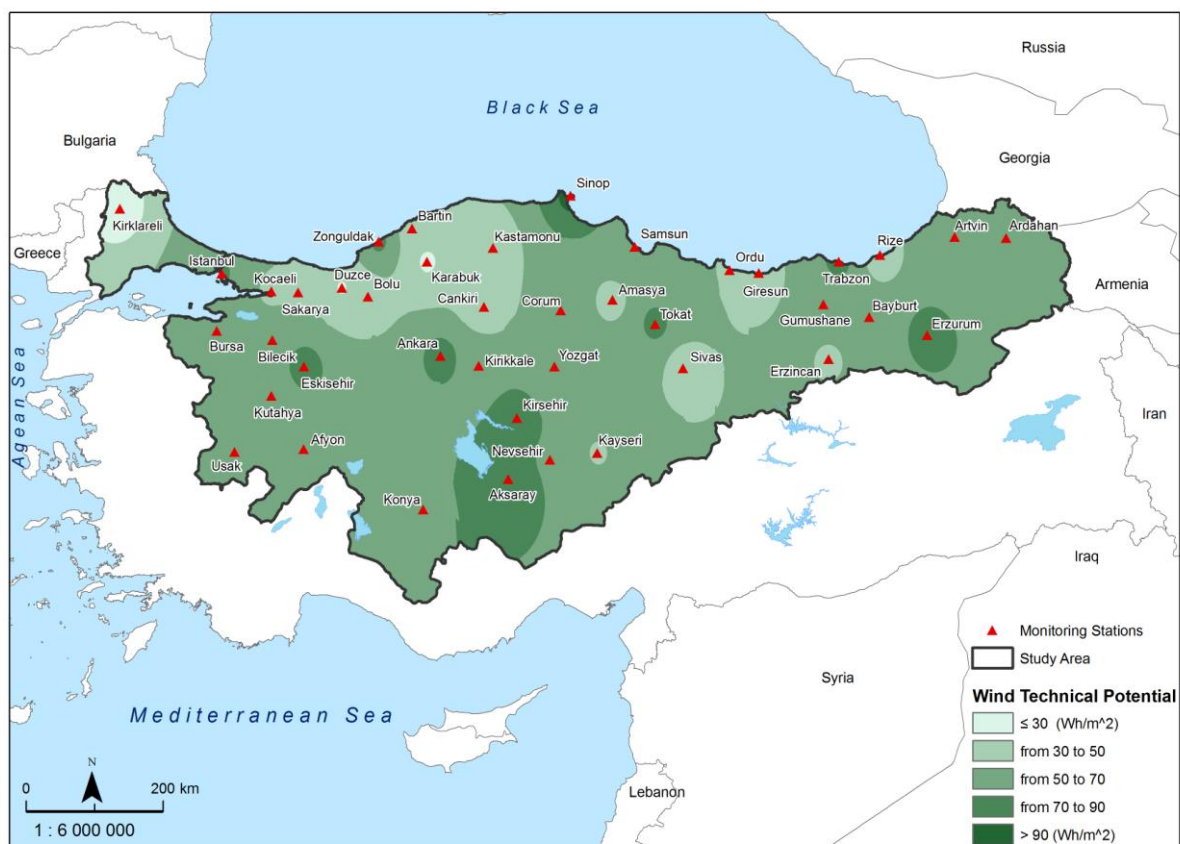 Russia
Black Sea
Bulgaria
Georgia
Sinop
Kirklareli
Bartin
Artvin
Ardahan
Zonguldak
Kastamonu
Samsun
Rize
Greece
Istanbul
Ordu
Kocaeli
Duzce
Karabuk
Trabzon
Giresun
Armenia
Bolu
Amasya
Sakarya
Cankiri
Corum
Gumushane
Bayburt
Tokat
Erzurum
Bursa
Ankara
Bilecik
Kirikkale
Yozgat
Sivas
Erzincan
Eskisehir
Agean Sea
Kutahya
Kirsehir
Iran
Afyon
Nevsehir
Kayseri
Usak
Aksaray
Konya
Iraq
Monitoring Stations
Study Area
Syria
Wind Technical Potential
Mediterranean Sea
≤ 30 (Wh/m^2)
from 30 to 50
N
from 50 to 70
0 200 km
from 70 to 90
Lebanon
1 : 6 000 000
> 90 (Wh/m^2)